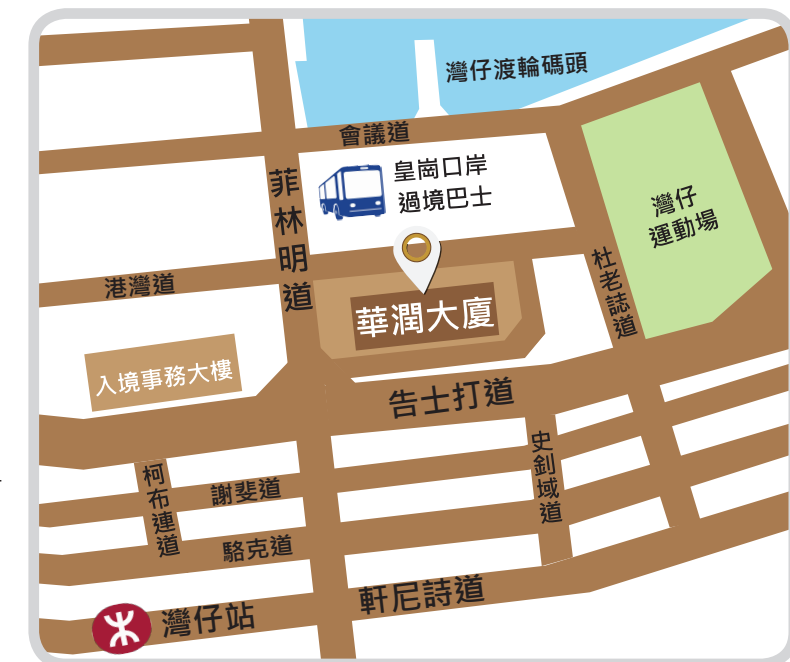 灣仔渡輪碼頭
會議道
皇崗口岸
過境巴士
菲林明道
灣仔
運動場
港灣道
杜老誌道
華潤大廈
入境事務大樓
告士打道
柯布連道
史釗域道
謝斐道
駱克道
軒尼詩道
灣仔站